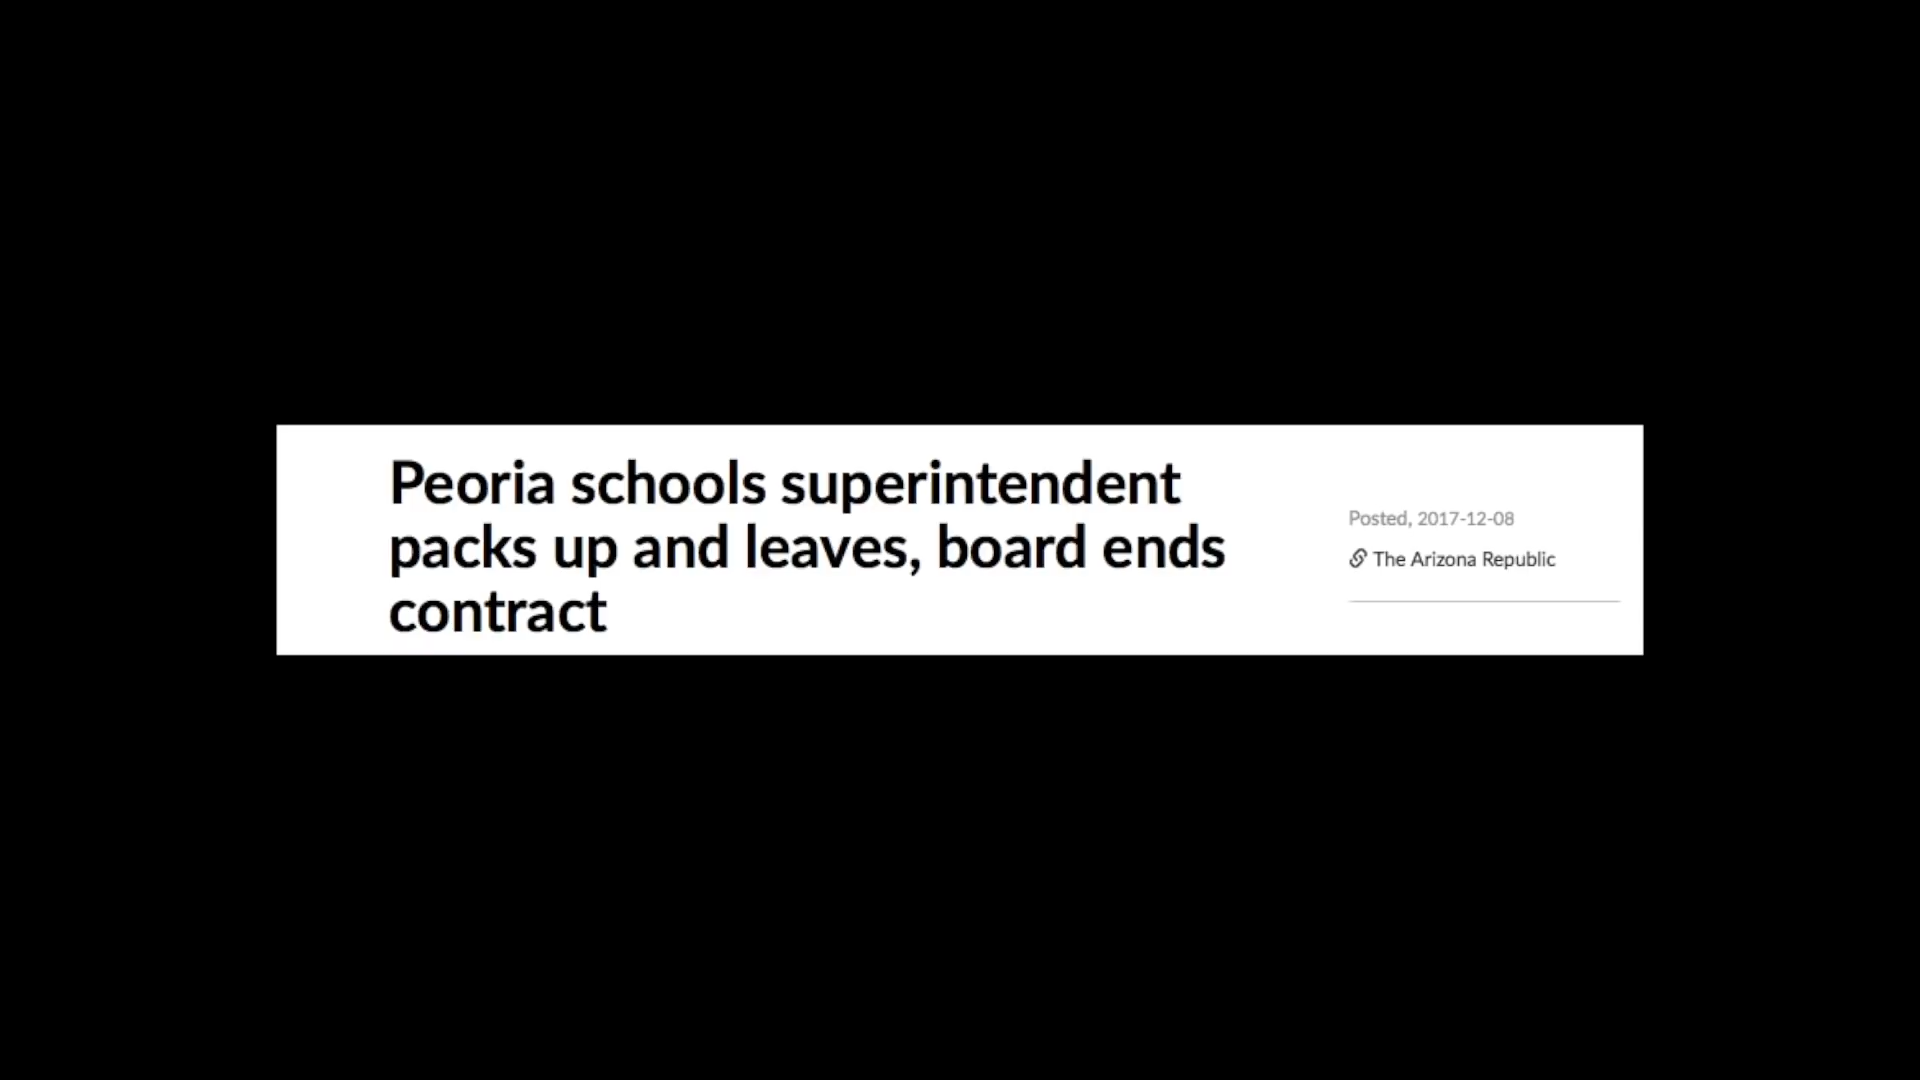 Peoria schools superintendent
packs up and leaves, board ends
contract
Posted, 2017-12-08
The Arizona Republic